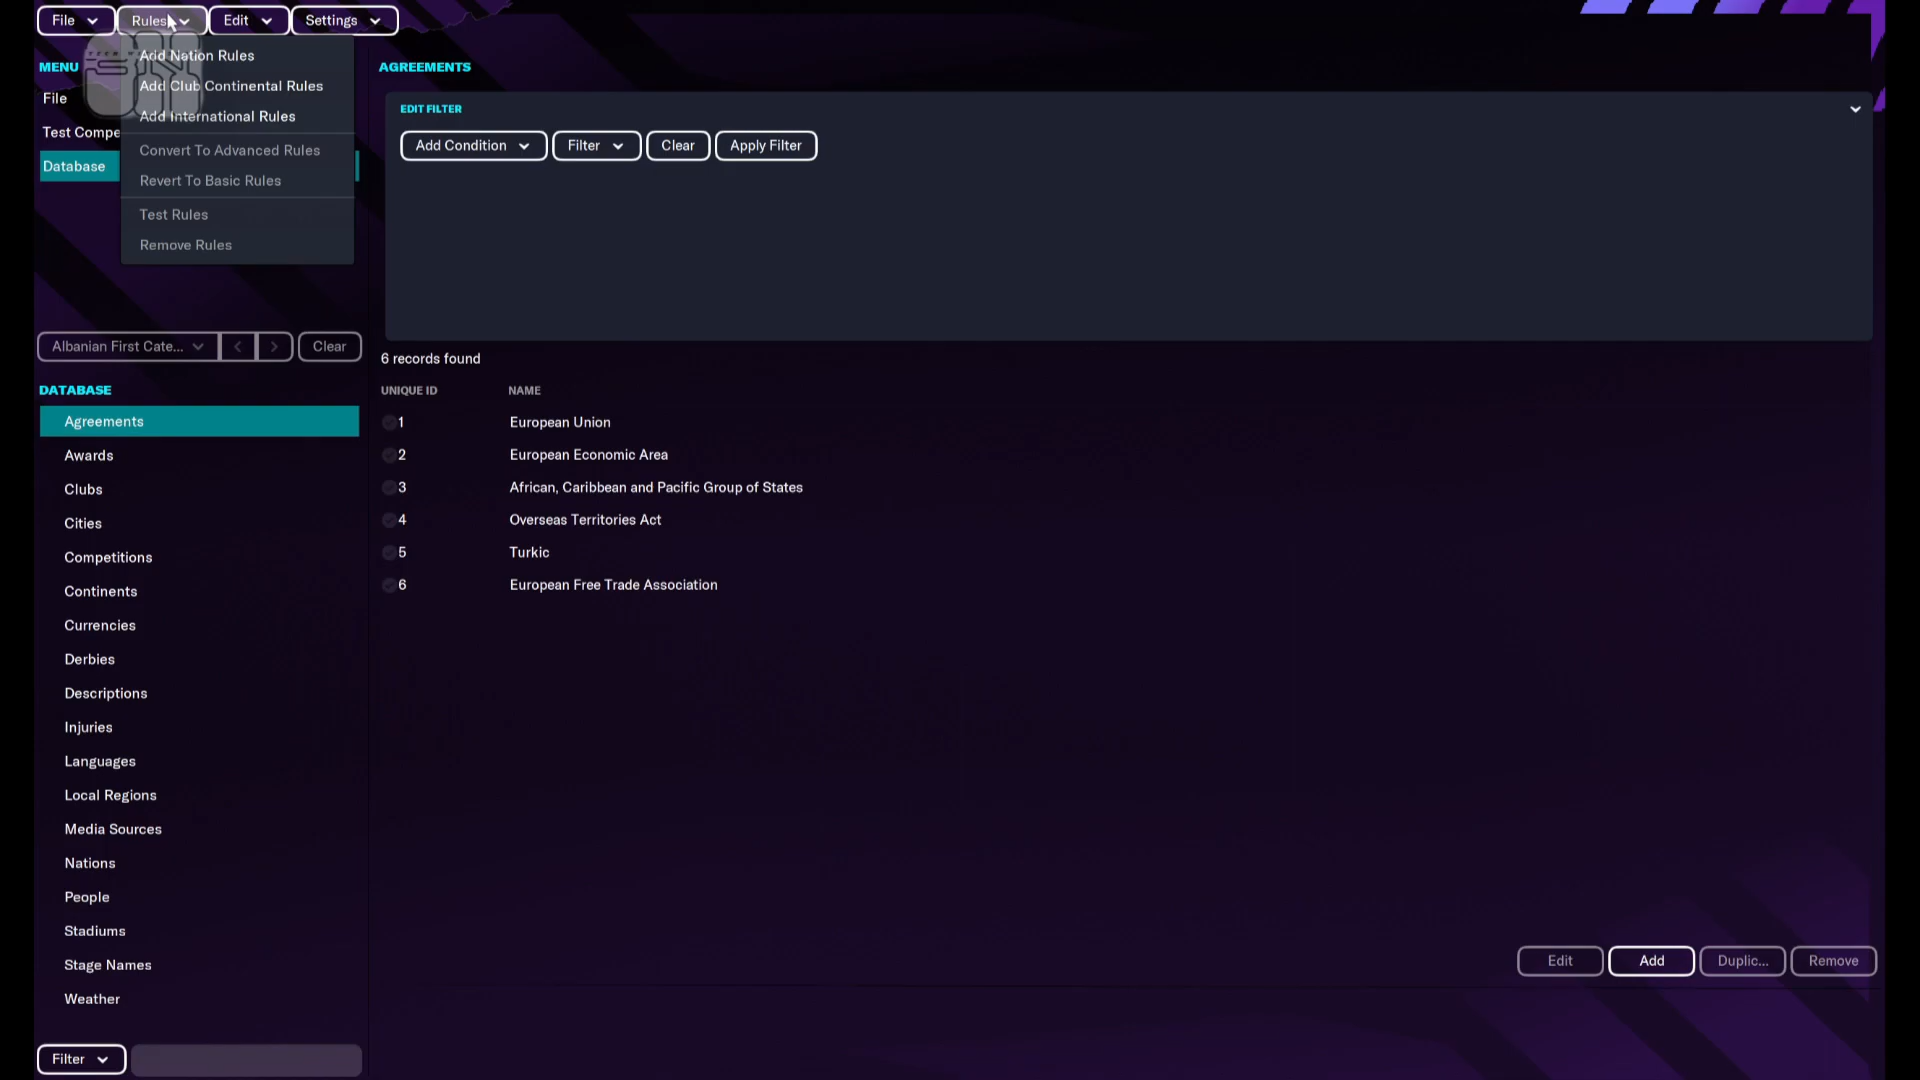 File
Rules
Edit
Settings
Add Nation Rules
Add Club Continental Rules
Add International Rules
Convert To Advanced Rules
Revert To Basic Rules
Test Rules
Remove Rules
MENU
File
Test Compe
Database
Albanian First Cate...
<
>
Clear
DATABASE
Agreements
Awards
Clubs
Cities
Competitions
Continents
Currencies
Derbies
Descriptions
Injuries
Languages
Local Regions
Media Sources
Nations
People
Stadiums
Stage Names
Weather
Filter
AGREEMENTS
EDIT FILTER
Add Condition
Filter
Clear
Apply Filter
6 records found
UNIQUE ID NAME
1 European Union
2 European Economic Area
3 African, Caribbean and Pacific Group of States
4 Overseas Territories Act
5 Turkic
6 European Free Trade Association
Edit
Add
Duplic...
Remove